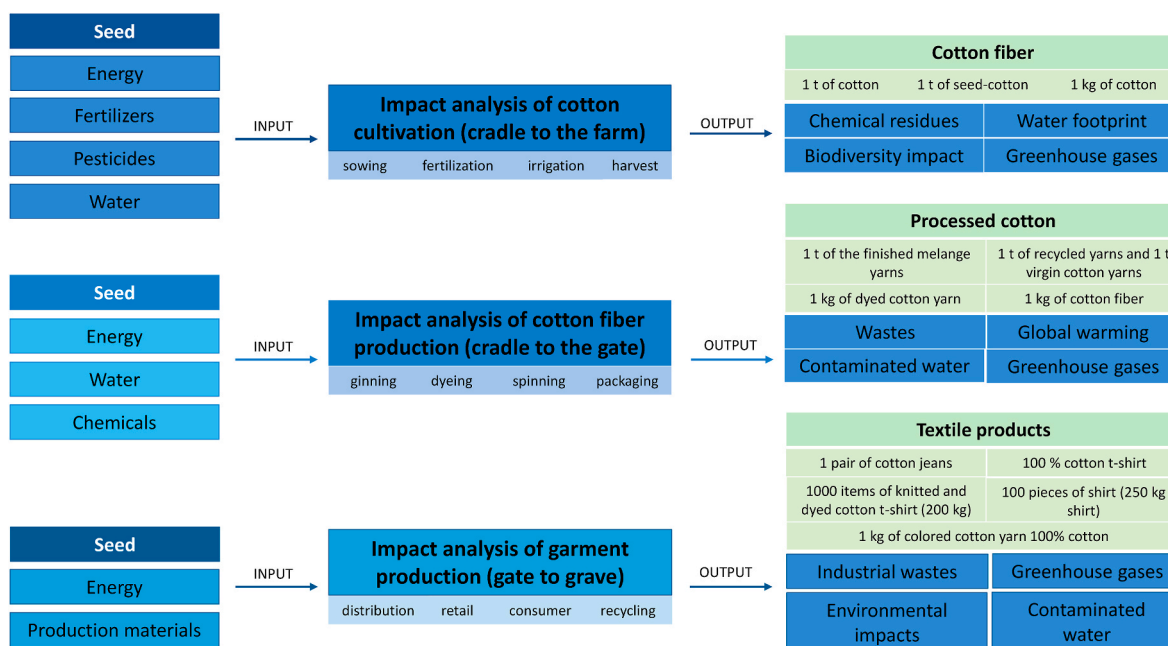 Seed
Energy
Fertilizers
Pesticides
Water
INPUT
Impact analysis of cotton
cultivation (cradle to the farm)
sowing fertilization irrigation harvest
OUTPUT
Cotton fiber
1 t of cotton 1 t of seed-cotton 1 kg of cotton
Chemical residues Water footprint
Biodiversity impact Greenhouse gases
Seed
Energy
Water
Chemicals
INPUT
Impact analysis of cotton fiber
production (cradle to the gate)
ginning dyeing spinning packaging
OUTPUT
Processed cotton
1 t of the finished melange
yarns
1 t of recycled yarns and 1 t
virgin cotton yarns
1 kg of dyed cotton yarn 1 kg of cotton fiber
Wastes Global warming
Contaminated water Greenhouse gases
Seed
Energy
Production materials
INPUT
Impact analysis of garment
production (gate to grave)
distribution retail consumer recycling
OUTPUT
Textile products
1 pair of cotton jeans 100 % cotton t-shirt
1000 items of knitted and
dyed cotton t-shirt (200 kg)
100 pieces of shirt (250 kg
shirt)
1 kg of colored cotton yarn 100% cotton
Industrial wastes Greenhouse gases
Environmental
impacts
Contaminated
water